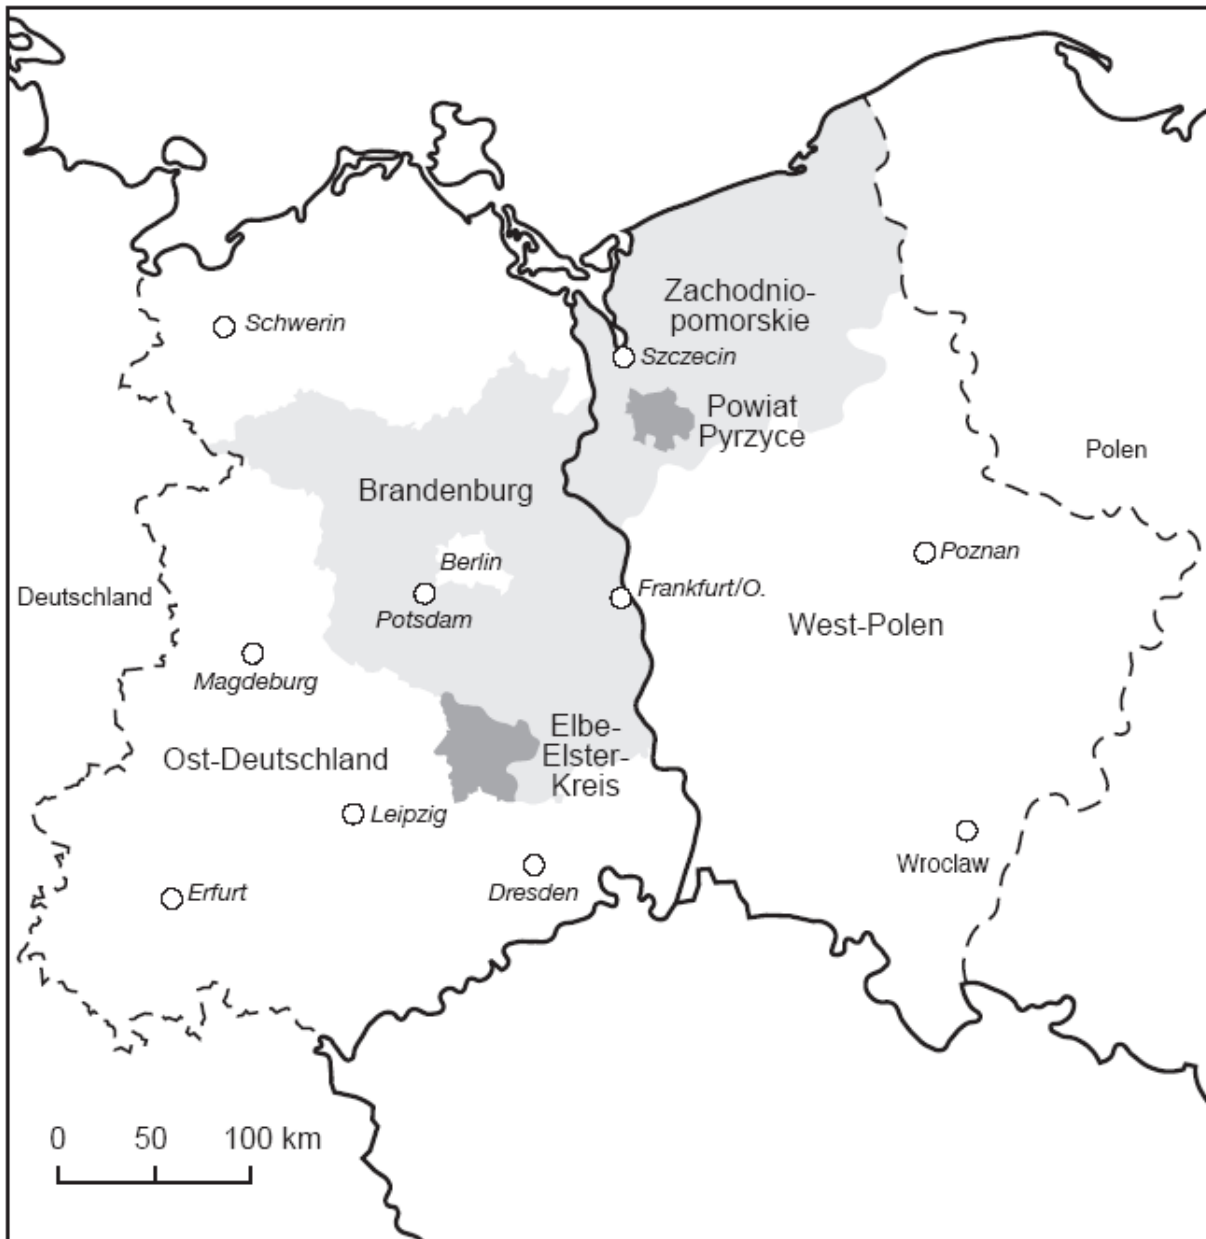 Zachodnio-
pomorskie
Schwerin
Szczecin
Powiat
Pyrzyce
Polen
Brandenburg
Poznan
Berlin
Deutschland
Frankfurt/O.
Potsdam
West-Polen
Magdeburg
Elbe-
Elster-
Kreis
Ost-Deutschland
Leipzig
Wroclaw
Dresden
Erfurt
0 50 100 km